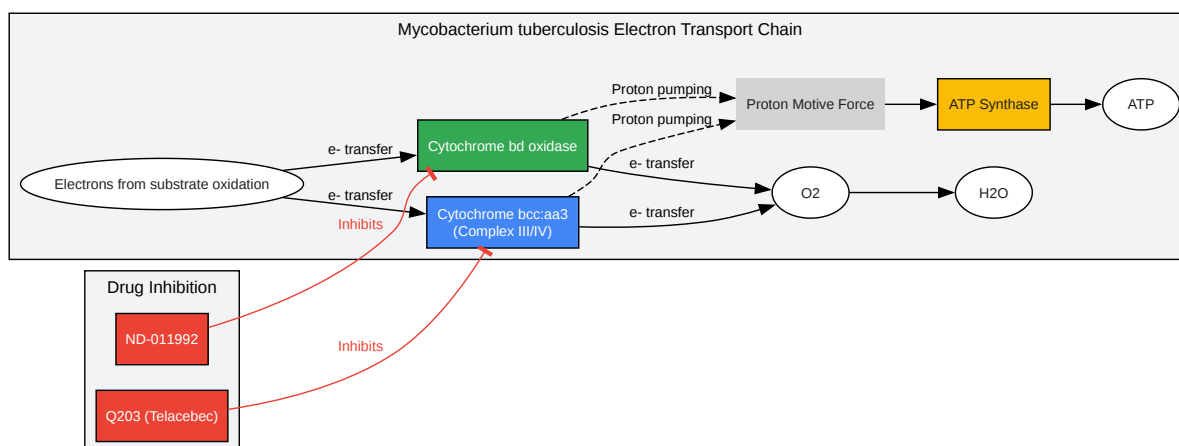 Mycobacterium tuberculosis Electron Transport Chain
Proton pumping
Proton pumping
Proton Motive Force
ATP Synthase
ATP
Cytochrome bd oxidase
e- transfer
e- transfer
Electrons from substrate oxidation
e- transfer
O2
H2O
Cytochrome bcc:aa3
(Complex III/IV)
e- transfer
Inhibits
Drug Inhibition
ND-011992
Inhibits
Q203 (Telacebec)